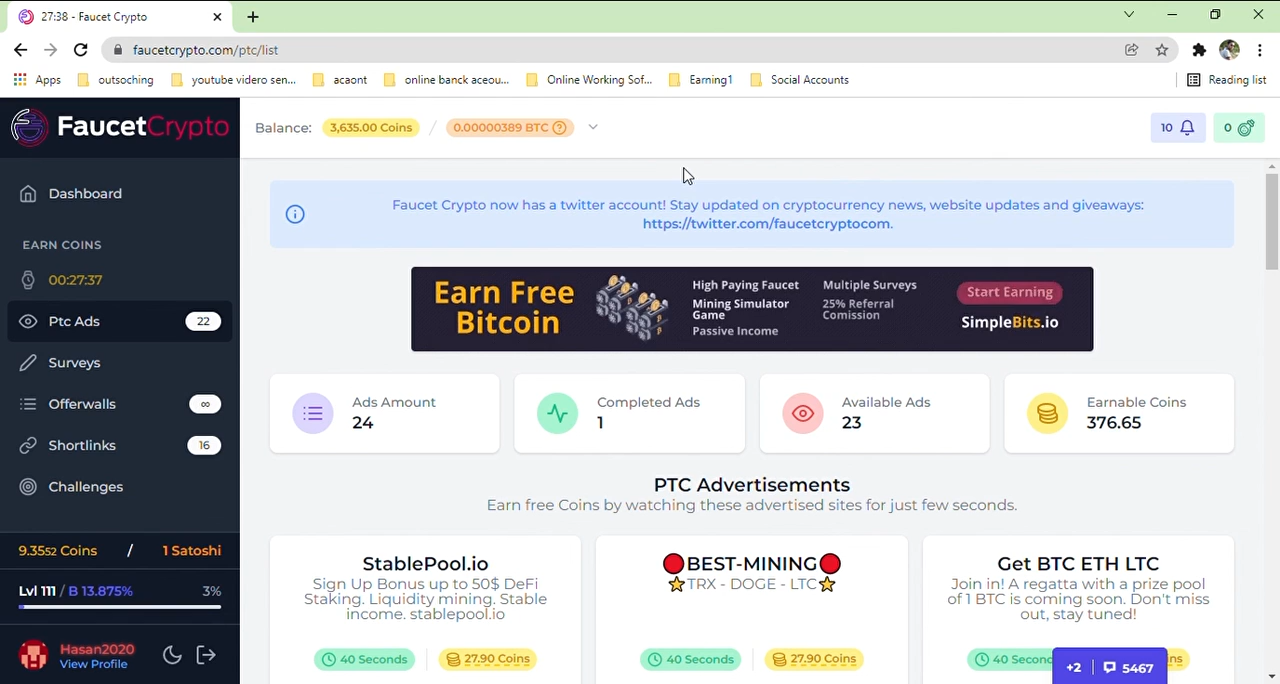 27:38 - Faucet Crypto
faucetcrypto.com/ptc/list
Apps outsoching youtube videro sen... acaont online banck aceou... Online Working Sof... Earning1 Social Accounts Reading list
FaucetCrypto
Balance: 3,635.00 Coins / 0.00000389 BTC
10
0
Dashboard
EARN COINS
00:27:37
Ptc Ads 22
Surveys
Offerwalls ∞
Shortlinks 16
Challenges
9.3552 Coins / 1 Satoshi
Lvl 111 / B 13.875% 3%
Hasan2020
View Profile
Faucet Crypto now has a twitter account! Stay updated on cryptocurrency news, website updates and giveaways:
https://twitter.com/faucetcryptocom.
Earn Free
Bitcoin
High Paying Faucet
Mining Simulator
Game
Passive Income
Multiple Surveys
25% Referral
Comission
Start Earning
SimpleBits.io
Ads Amount
24
Completed Ads
1
Available Ads
23
Earnable Coins
376.65
PTC Advertisements
Earn free Coins by watching these advertised sites for just few seconds.
StablePool.io
Sign Up Bonus up to 50$ DeFi
Staking. Liquidity mining. Stable
income. stablepool.io
40 Seconds 27.90 Coins
🔴BEST-MINING🔴
⭐TRX - DOGE - LTC⭐
40 Seconds 27.90 Coins
Get BTC ETH LTC
Join in! A regatta with a prize pool
of 1 BTC is coming soon. Don't miss
out, stay tuned!
+2 5467